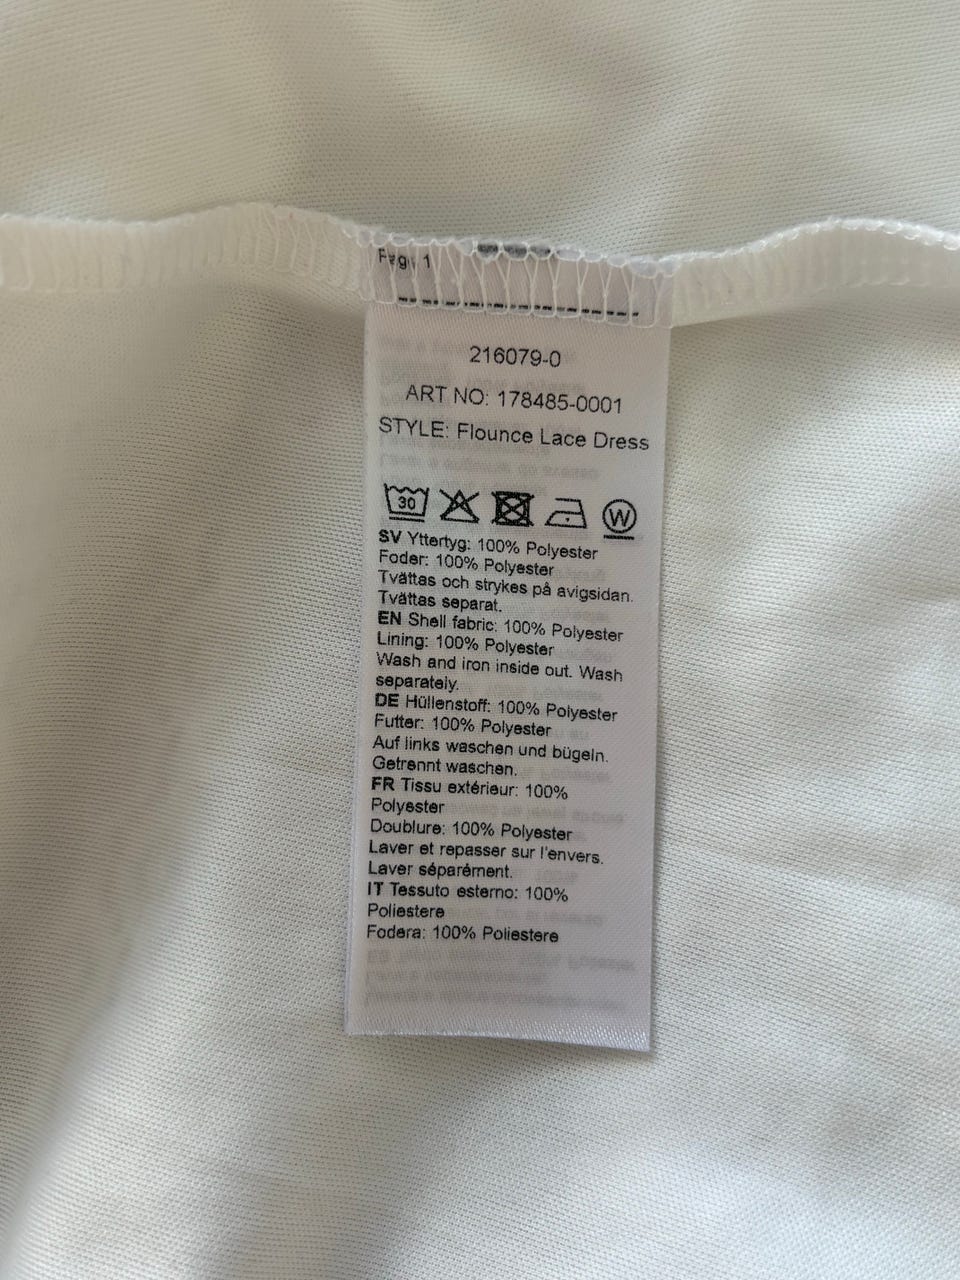 Page 1
216079-0
ART NO: 178485-0001
STYLE: Flounce Lace Dress
30 W
SV Yttertyg: 100% Polyester
Foder: 100% Polyester
Tvättas och strykes på avigsidan.
Tvättas separat.
EN Shell fabric: 100% Polyester
Lining: 100% Polyester
Wash and iron inside out. Wash
separately.
DE Hüllenstoff: 100% Polyester
Futter: 100% Polyester
Auf links waschen und bügeln.
Getrennt waschen.
FR Tissu extérieur: 100%
Polyester
Doublure: 100% Polyester
Laver et repasser sur l'envers.
Laver séparément.
IT Tessuto esterno: 100%
Poliestere
Fodera: 100% Poliestere